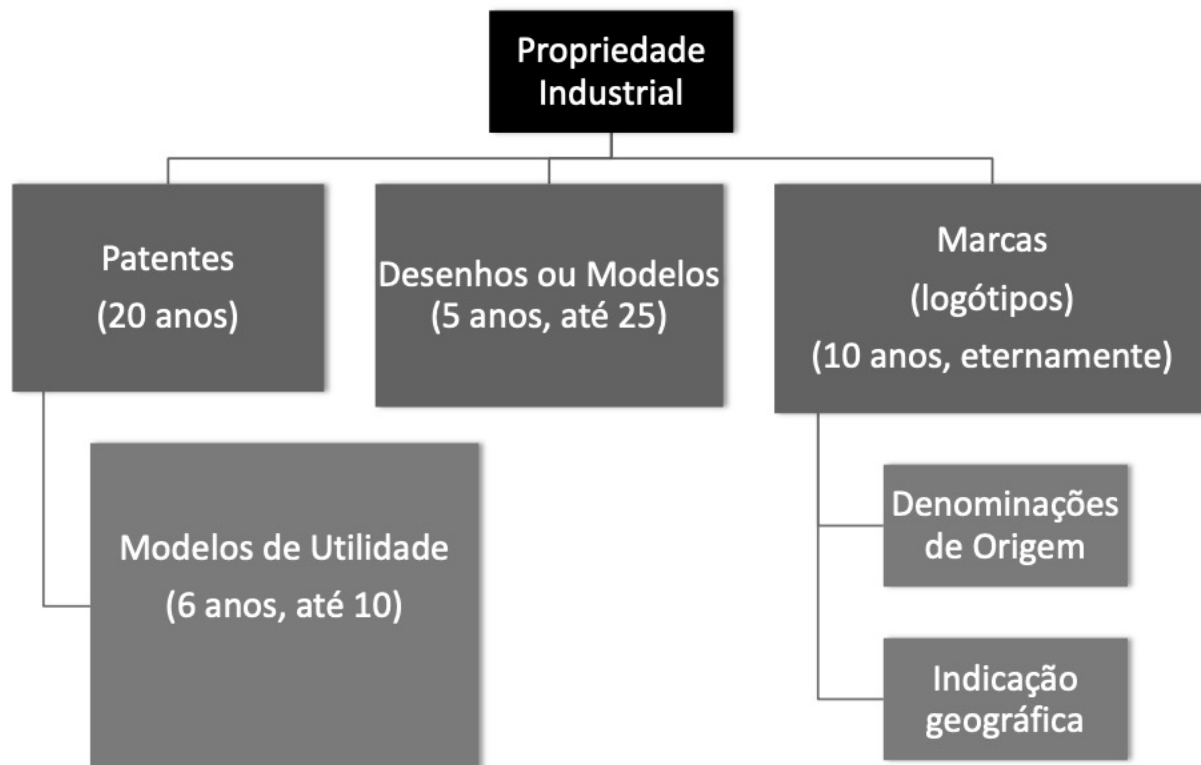 Propriedade
Industrial
Patentes
(20 anos)
Desenhos ou Modelos
(5 anos, até 25)
Marcas
(logótipos)
(10 anos, eternamente)
Modelos de Utilidade
(6 anos, até 10)
Denominações
de Origem
Indicação
geográfica